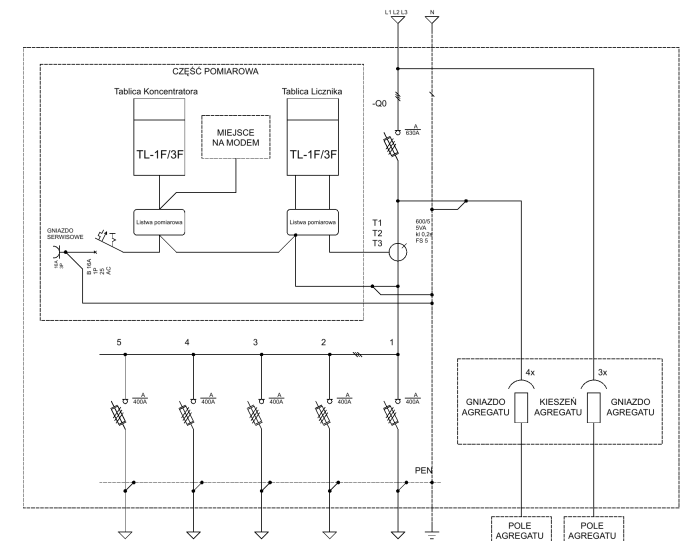 L1 L2 L3
N
CZĘŚĆ POMIAROWA
Tablica Koncentratora
Tablica Licznika
-Q0
A
630A
MIEJSCE
NA MODEM
TL-1F/3F
TL-1F/3F
Listwa pomiarowa
Listwa pomiarowa
T1
T2
T3
600/5
5VA
kl 0,2s
FS 5
GNIAZDO
SERWISOWE
16A
3P
B 16A
1P
25
AC
5
4
3
2
1
A
400A
A
400A
A
400A
A
400A
A
400A
4x
3x
GNIAZDO
AGREGATU
KIESZEŃ
AGREGATU
GNIAZDO
AGREGATU
PEN
POLE
AGREGATU
POLE
AGREGATU